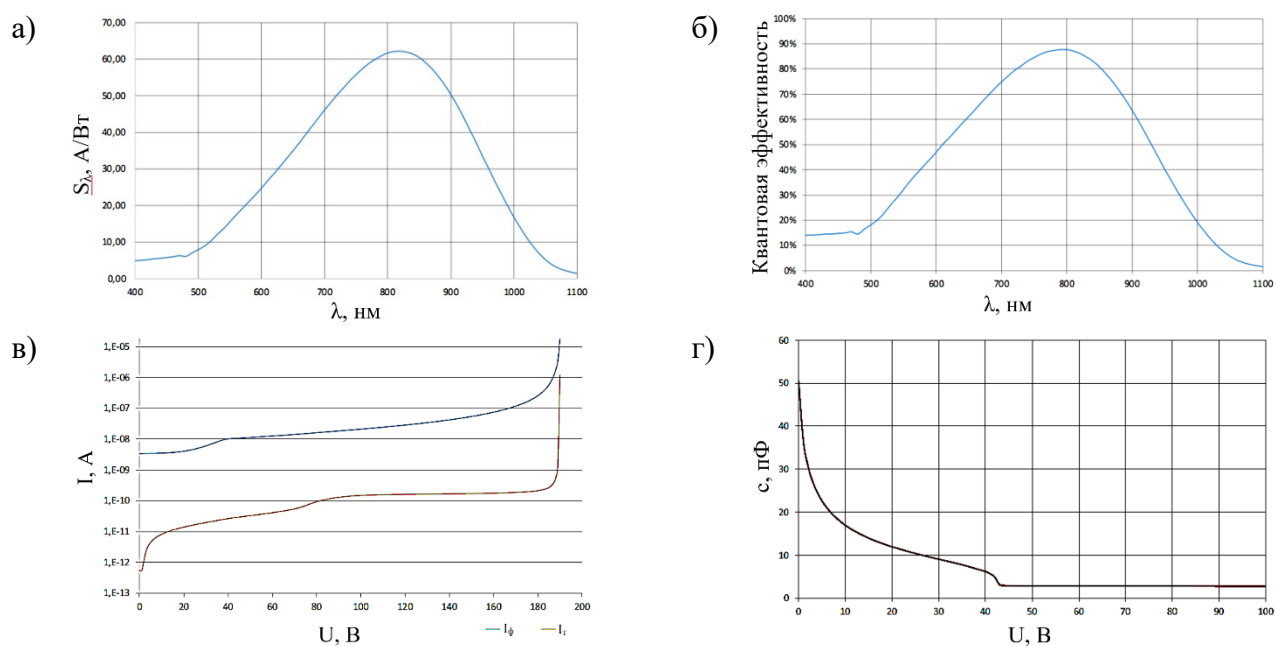 а)
70,00
60,00
50,00
40,00
30,00
20,00
10,00
0,00
S_λ, А/Вт
400 500 600 700 800 900 1000 1100
λ, нм
б)
100%
90%
80%
70%
60%
50%
40%
30%
20%
10%
0%
Квантовая эффективность
400 500 600 700 800 900 1000 1100
λ, нм
в)
1,E-05
1,E-06
1,E-07
1,E-08
1,E-09
1,E-10
1,E-11
1,E-12
1,E-13
I, А
0 20 40 60 80 100 120 140 160 180 200
U, В
I_ф I_т
г)
60
50
40
30
20
10
0
с, пФ
0 10 20 30 40 50 60 70 80 90 100
U, В